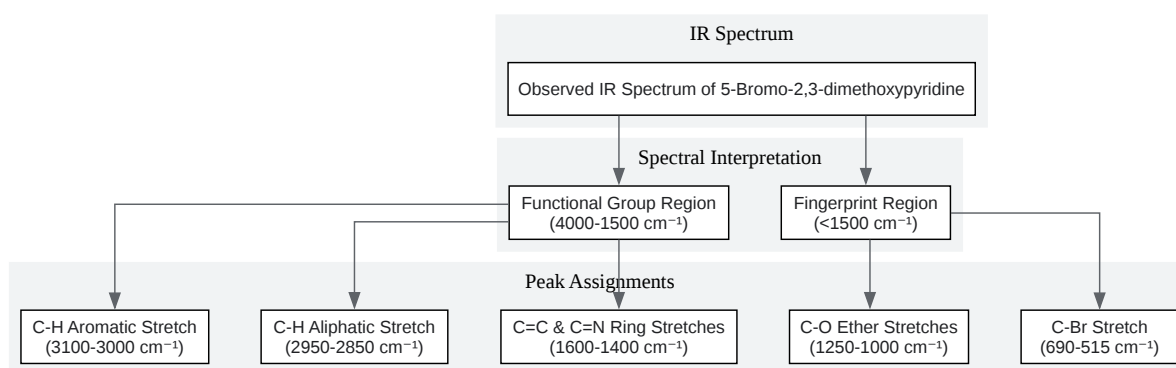 IR Spectrum
Observed IR Spectrum of 5-Bromo-2,3-dimethoxypyridine
Spectral Interpretation
Functional Group Region
(4000-1500 cm⁻¹)
Fingerprint Region
(<1500 cm⁻¹)
Peak Assignments
C-H Aromatic Stretch
(3100-3000 cm⁻¹)
C-H Aliphatic Stretch
(2950-2850 cm⁻¹)
C=C & C=N Ring Stretches
(1600-1400 cm⁻¹)
C-O Ether Stretches
(1250-1000 cm⁻¹)
C-Br Stretch
(690-515 cm⁻¹)